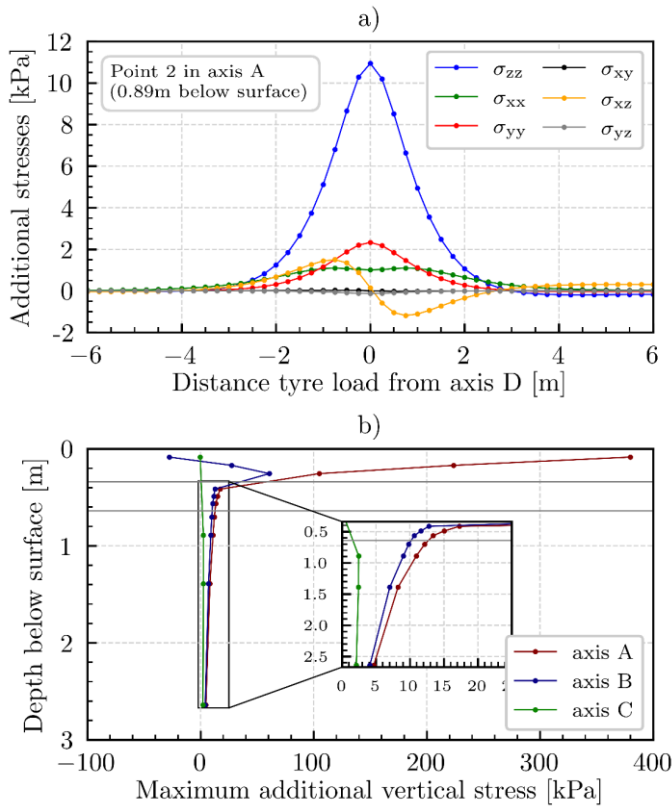 a)
Additional stresses [kPa]
12
10
8
6
4
2
0
−2
Point 2 in axis A
(0.89m below surface)
σzz
σxx
σyy
σxy
σxz
σyz
−6 −4 −2 0 2 4 6
Distance tyre load from axis D [m]
b)
Depth below surface [m]
0
1
2
3
0.5
1.0
1.5
2.0
2.5
0 5 10 15 20 25
axis A
axis B
axis C
−100 0 100 200 300 400
Maximum additional vertical stress [kPa]